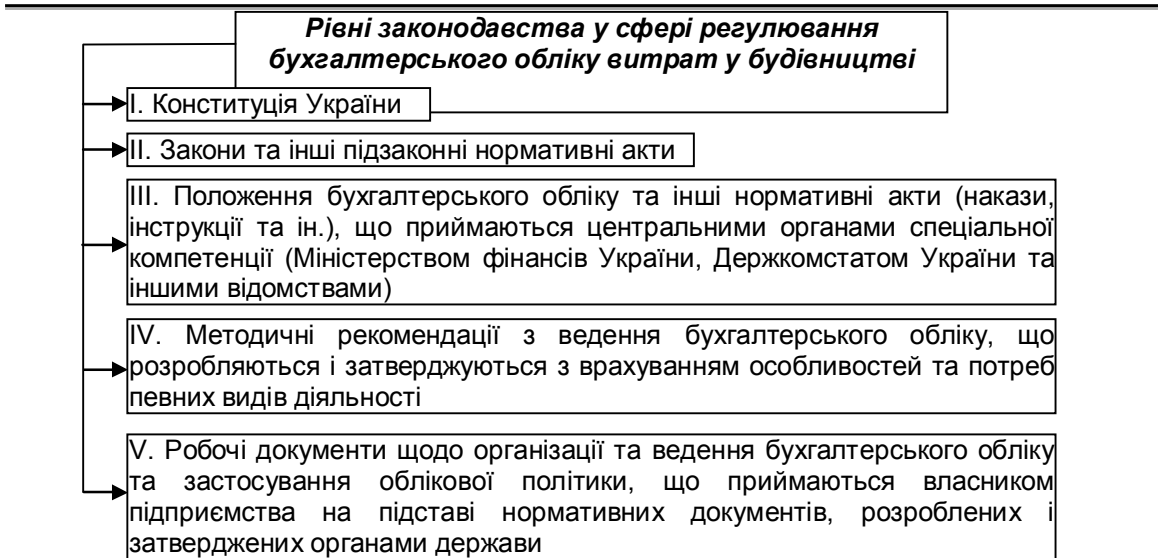 Рівні законодавства у сфері регулювання
бухгалтерського обліку витрат у будівництві
І. Конституція України
ІІ. Закони та інші підзаконні нормативні акти
ІІІ. Положення бухгалтерського обліку та інші нормативні акти (накази,
інструкції та ін.), що приймаються центральними органами спеціальної
компетенції (Міністерством фінансів України, Держкомстатом України та
іншими відомствами)
IV. Методичні рекомендації з ведення бухгалтерського обліку, що
розробляються і затверджуються з врахуванням особливостей та потреб
певних видів діяльності
V. Робочі документи щодо організації та ведення бухгалтерського обліку
та застосування облікової політики, що приймаються власником
підприємства на підставі нормативних документів, розроблених і
затверджених органами держави